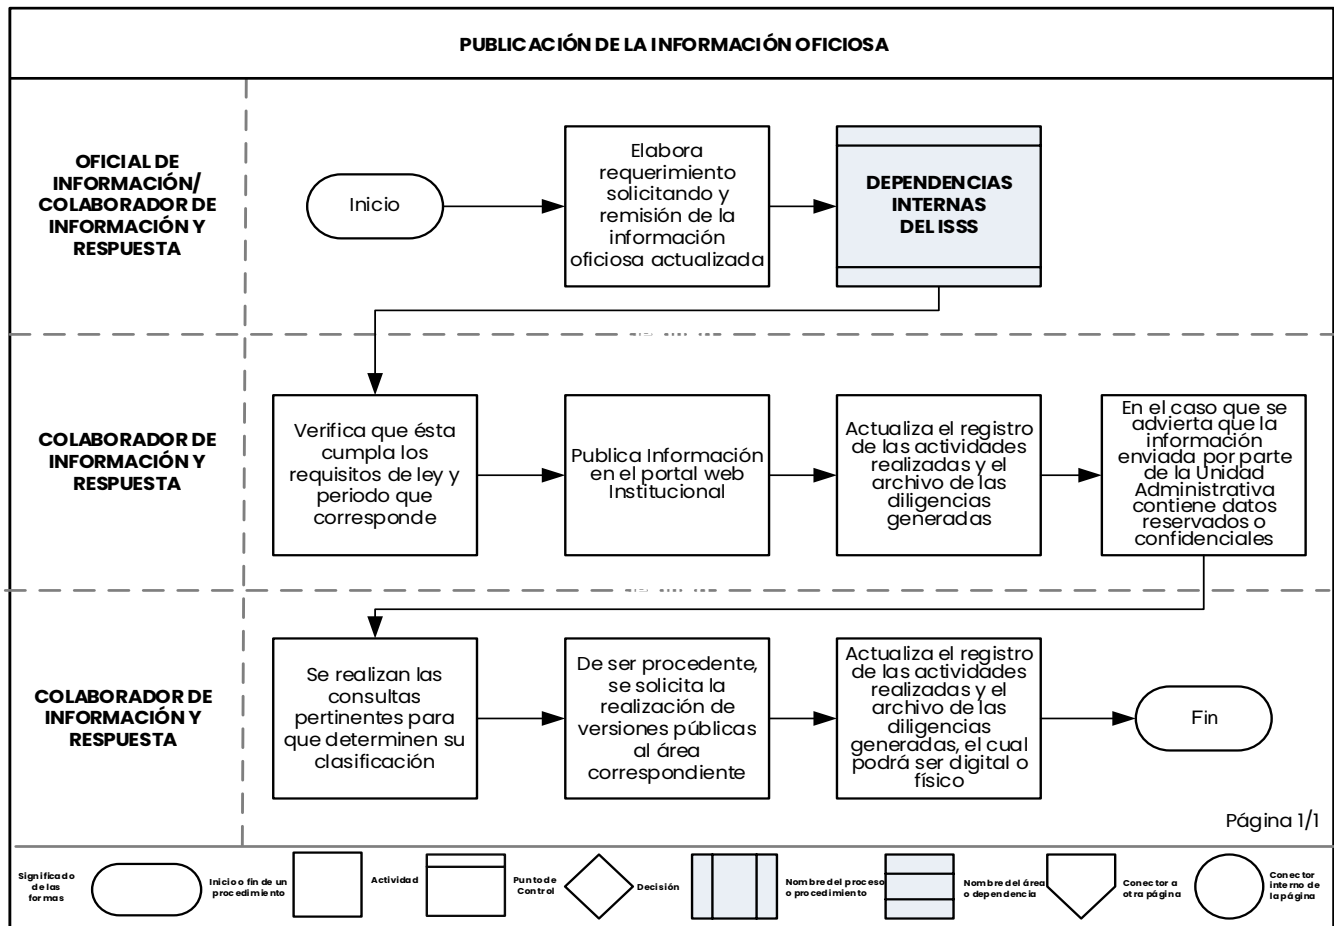 PUBLICACIÓN DE LA INFORMACIÓN OFICIOSA
OFICIAL DE
INFORMACIÓN/
COLABORADOR DE
INFORMACIÓN Y
RESPUESTA
Inicio
Elabora
requerimiento
solicitando y
remisión de la
información
oficiosa actualizada
DEPENDENCIAS
INTERNAS
DEL ISSS
COLABORADOR DE
INFORMACIÓN Y
RESPUESTA
Verifica que ésta
cumpla los
requisitos de ley y
periodo que
corresponde
Publica Información
en el portal web
Institucional
Actualiza el registro
de las actividades
realizadas y el
archivo de las
diligencias
generadas
En el caso que se
advierta que la
información
enviada por parte
de la Unidad
Administrativa
contiene datos
reservados o
confidenciales
COLABORADOR DE
INFORMACIÓN Y
RESPUESTA
Se realizan las
consultas
pertinentes para
que determinen su
clasificación
De ser procedente,
se solicita la
realización de
versiones públicas
al área
correspondiente
Actualiza el registro
de las actividades
realizadas y el
archivo de las
diligencias
generadas, el cual
podrá ser digital o
físico
Fin
Página 1/1
Significado
de las
formas
Inicio o fin de un
procedimiento
Actividad
Punto de
Control
Decisión
Nombre del proceso
o procedimiento
Nombre del área
o dependencia
Conector a
otra página
Conector
interno de
la página